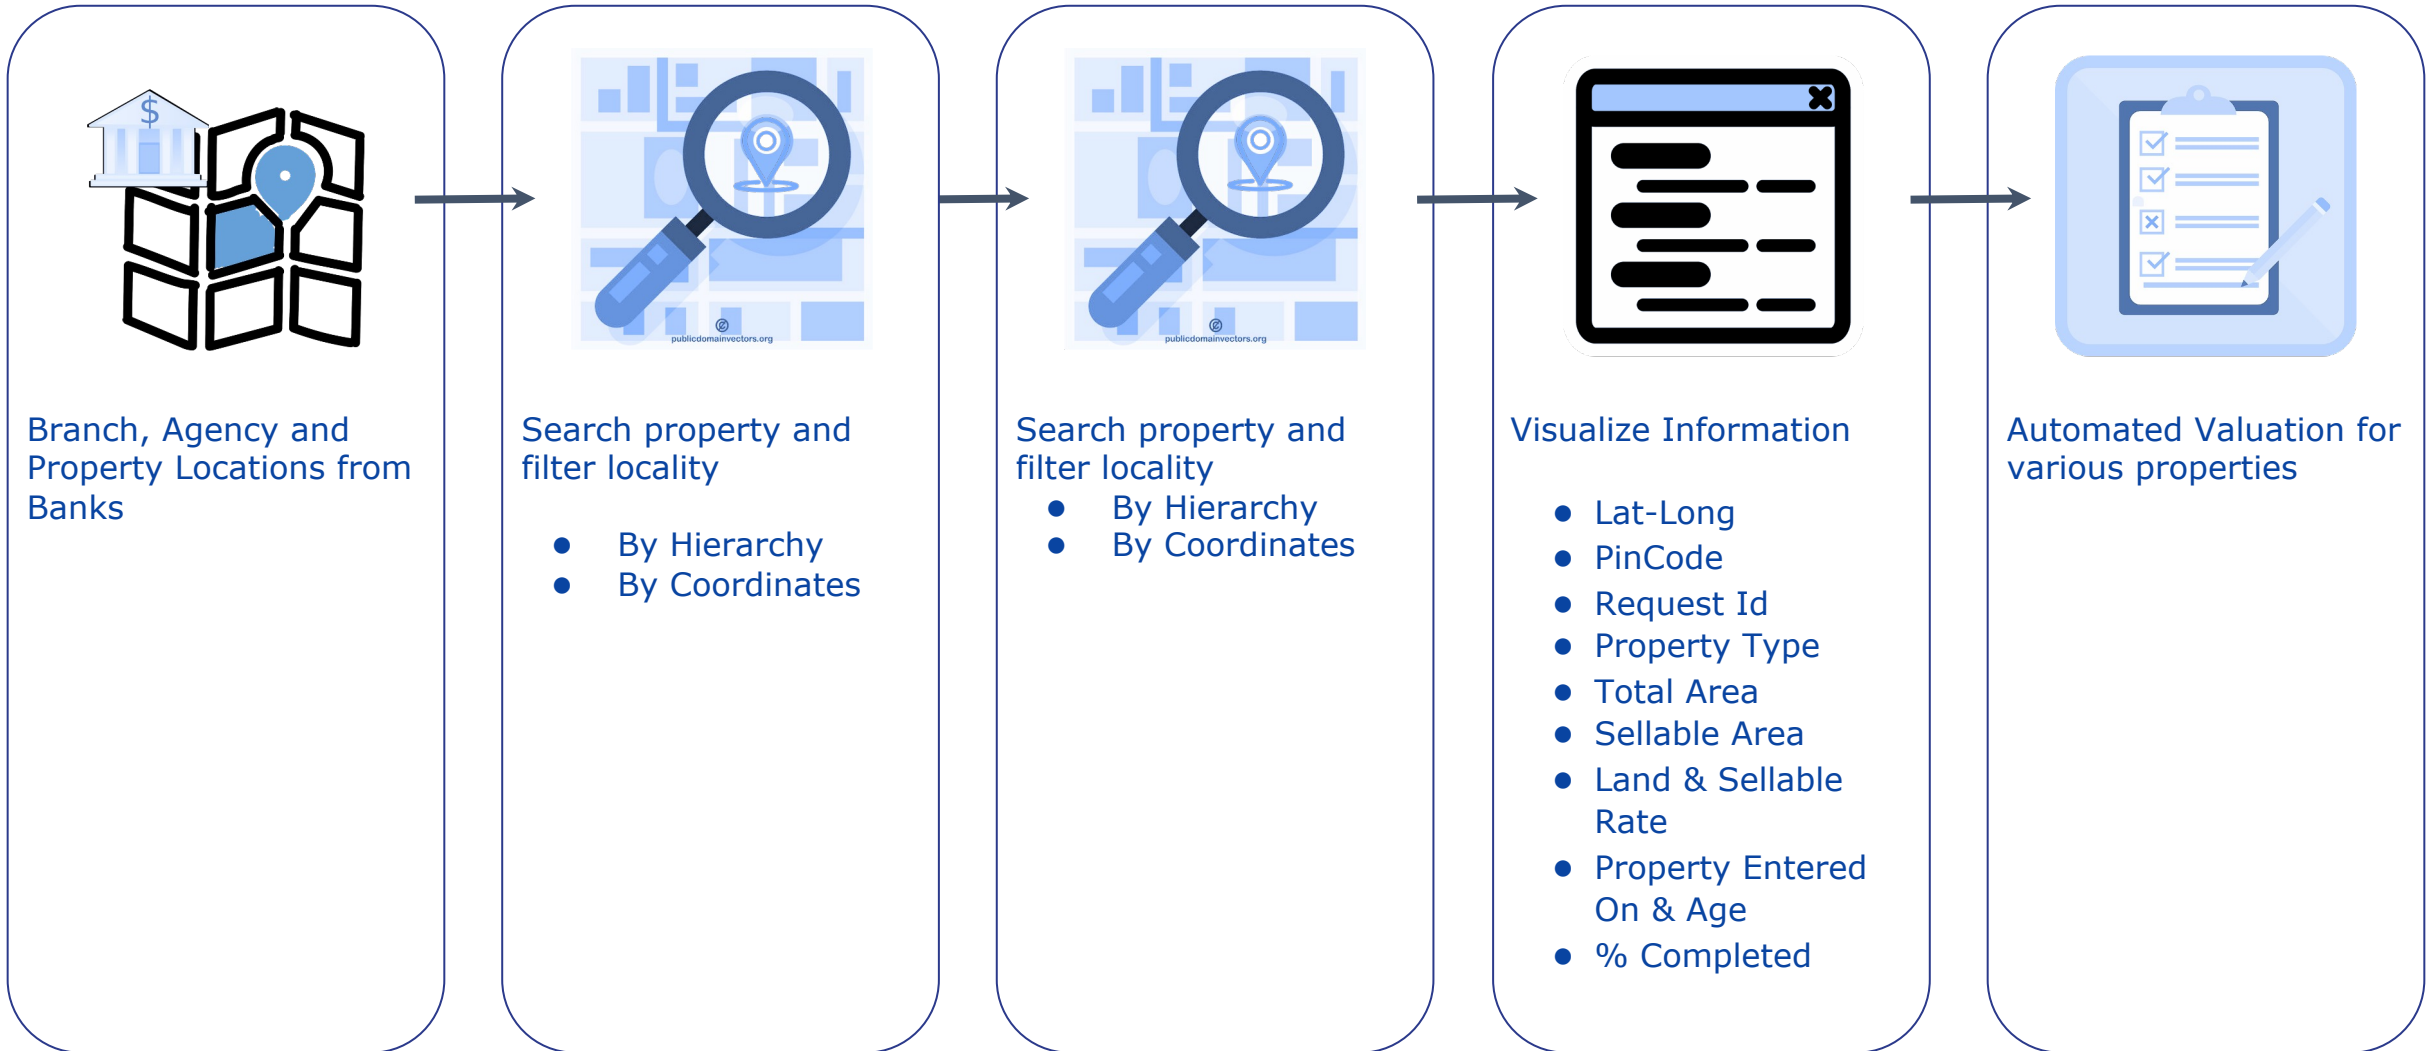 $
Branch, Agency and
Property Locations from
Banks
publicdomainvectors.org
Search property and
filter locality
● By Hierarchy
● By Coordinates
publicdomainvectors.org
Search property and
filter locality
● By Hierarchy
● By Coordinates
Visualize Information
● Lat-Long
● PinCode
● Request Id
● Property Type
● Total Area
● Sellable Area
● Land & Sellable
Rate
● Property Entered
On & Age
● % Completed
Automated Valuation for
various properties